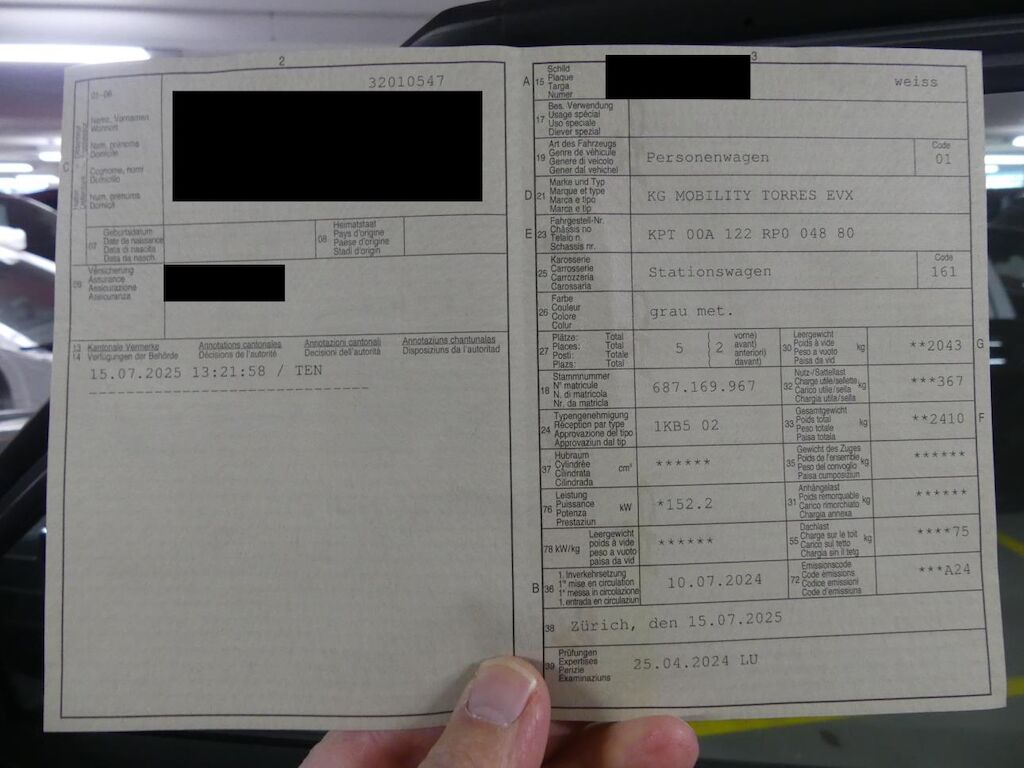 2
32010547
01-06
Name, Vornamen
Wohnort
Nom, prénoms
Domicile
Cognome, nomi
Domicilio
Num, prenums
Domicil
C
07
Geburtsdatum
Date de naissance
Data di nascita
Data da nasch.
08
Heimatstaat
Pays d'origine
Paese d'origine
Stadi d'origin
09
Versicherung
Assurance
Assicurazione
Assicuranza
13 Kantonale Vermerke Annotations cantonales Annotazioni cantonali Annotaziuns chantunalas
14 Verfügungen der Behörde Décisions de l'autorité Decisioni dell'autorità Disposiziuns da l'autoritad
15.07.2025 13:21:58 / TEN
3
A 15
Schild
Plaque
Targa
Numer
weiss
17
Bes. Verwendung
Usage spécial
Uso speciale
Diever spezial
19
Art des Fahrzeugs
Genre de véhicule
Genere di veicolo
Gener dal vehichel
Personenwagen
Code
01
D 21
Marke und Typ
Marque et type
Marca e tipo
Marca e tip
KG MOBILITY TORRES EVX
E 23
Fahrgestell-Nr.
Châssis no
Telaio n.
Schassis nr.
KPT 00A 122 RP0 048 80
25
Karosserie
Carrosserie
Carrozzeria
Carossaria
Stationswagen
Code
161
26
Farbe
Couleur
Colore
Colur
grau met.
27
Plätze: Total
Places: Total
Posti: Totale
Plazs: Total
5
2
vorne)
avant)
anteriori)
davant)
30
Leergewicht
Poids à vide
Peso a vuoto
Paisa da vid
kg
**2043
G
18
Stammnummer
N° matricule
N. di matricola
Nr. da matricla
687.169.967
32
Nutz-/Sattellast
Charge utile/sellette
Carico utile/sella
Chargia utila/sella
kg
***367
24
Typengenehmigung
Réception par type
Approvazione del tipo
Approvaziun dal tip
1KB5 02
33
Gesamtgewicht
Poids total
Peso totale
Paisa totala
kg
**2410
F
37
Hubraum
Cylindrée
Cilindrata
Cilindrada
cm³
******
35
Gewicht des Zuges
Poids de l'ensemble
Peso del convoglio
Paisa cumposiziun
kg
******
76
Leistung
Puissance
Potenza
Prestaziun
kW
*152.2
31
Anhängelast
Poids remorquable
Carico rimorchiato
Chargia annexa
kg
******
78 kW/kg
Leergewicht
poids à vide
peso a vuoto
paisa da vid
******
55
Dachlast
Charge sur le toit
Carico sul tetto
Chargia sin il tetg
kg
****75
B 36
1. Inverkehrsetzung
1re mise en circulation
1a messa in circolazione
1. entrada en circulaziun
10.07.2024
72
Emissionscode
Code émissions
Codice emissioni
Code d'emissiuns
***A24
38
Zürich, den 15.07.2025
39
Prüfungen
Expertises
Perizie
Examinaziuns
25.04.2024 LU